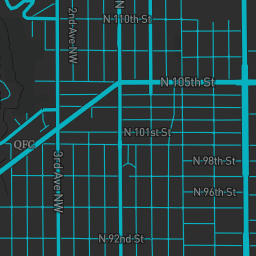 N 110th St
2nd Ave NW
N 105th St
N 101st St
QFC
N 98th St
3rd Ave NW
N 96th St
N 92nd St